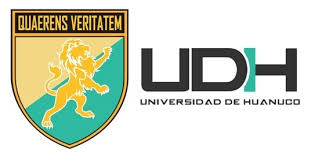 QUAERENS VERITATEM
UDH
UNIVERSIDAD DE HUANUCO